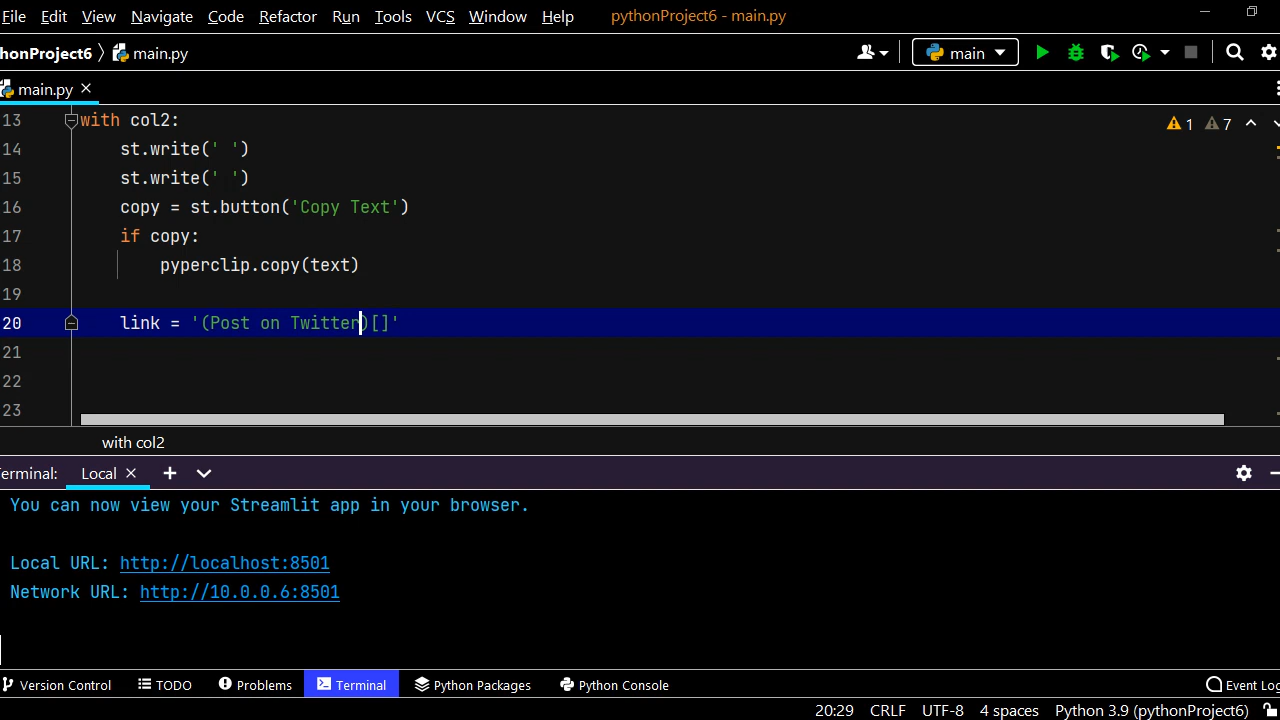 File Edit View Navigate Code Refactor Run Tools VCS Window Help pythonProject6 - main.py
honProject6 main.py main
main.py
13 with col2: 1 7
14 st.write(' ')
15 st.write(' ')
16 copy = st.button('Copy Text')
17 if copy:
18 pyperclip.copy(text)
19
20 link = '(Post on Twitter)[]'
21
22
23
with col2
erminal: Local
You can now view your Streamlit app in your browser.
Local URL: http://localhost:8501
Network URL: http://10.0.0.6:8501
Version Control TODO Problems Terminal Python Packages Python Console Event Log
20:29 CRLF UTF-8 4 spaces Python 3.9 (pythonProject6)